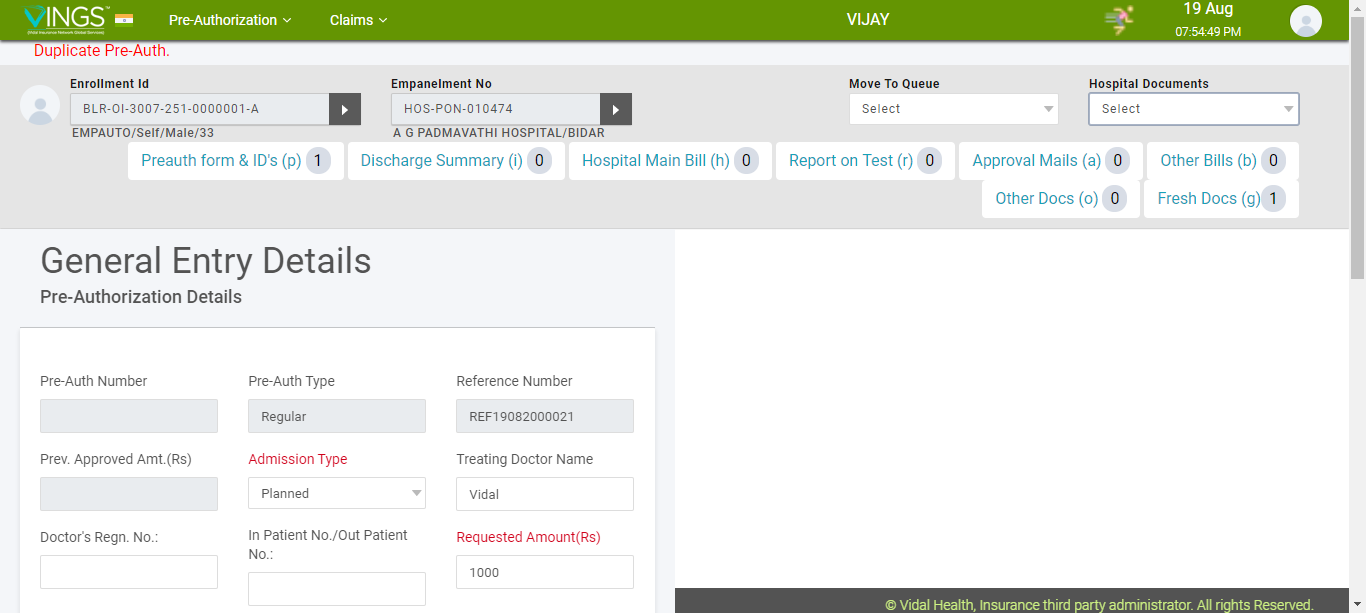 VINGS™
(Vidal Insurance Network Global Services)
Pre-Authorization
Claims
VIJAY
19 Aug
07:54:49 PM
Duplicate Pre-Auth.
Enrollment Id
BLR-OI-3007-251-0000001-A
EMPAUTO/Self/Male/33
Empanelment No
HOS-PON-010474
A G PADMAVATHI HOSPITAL/BIDAR
Move To Queue
Select
Hospital Documents
Select
Preauth form & ID's (p) 1
Discharge Summary (i) 0
Hospital Main Bill (h) 0
Report on Test (r) 0
Approval Mails (a) 0
Other Bills (b) 0
Other Docs (o) 0
Fresh Docs (g) 1
General Entry Details
Pre-Authorization Details
Pre-Auth Number
Pre-Auth Type
Regular
Reference Number
REF19082000021
Prev. Approved Amt.(Rs)
Admission Type
Planned
Treating Doctor Name
Vidal
Doctor's Regn. No.:
In Patient No./Out Patient
No.:
Requested Amount(Rs)
1000
© Vidal Health, Insurance third party administrator. All rights Reserved.